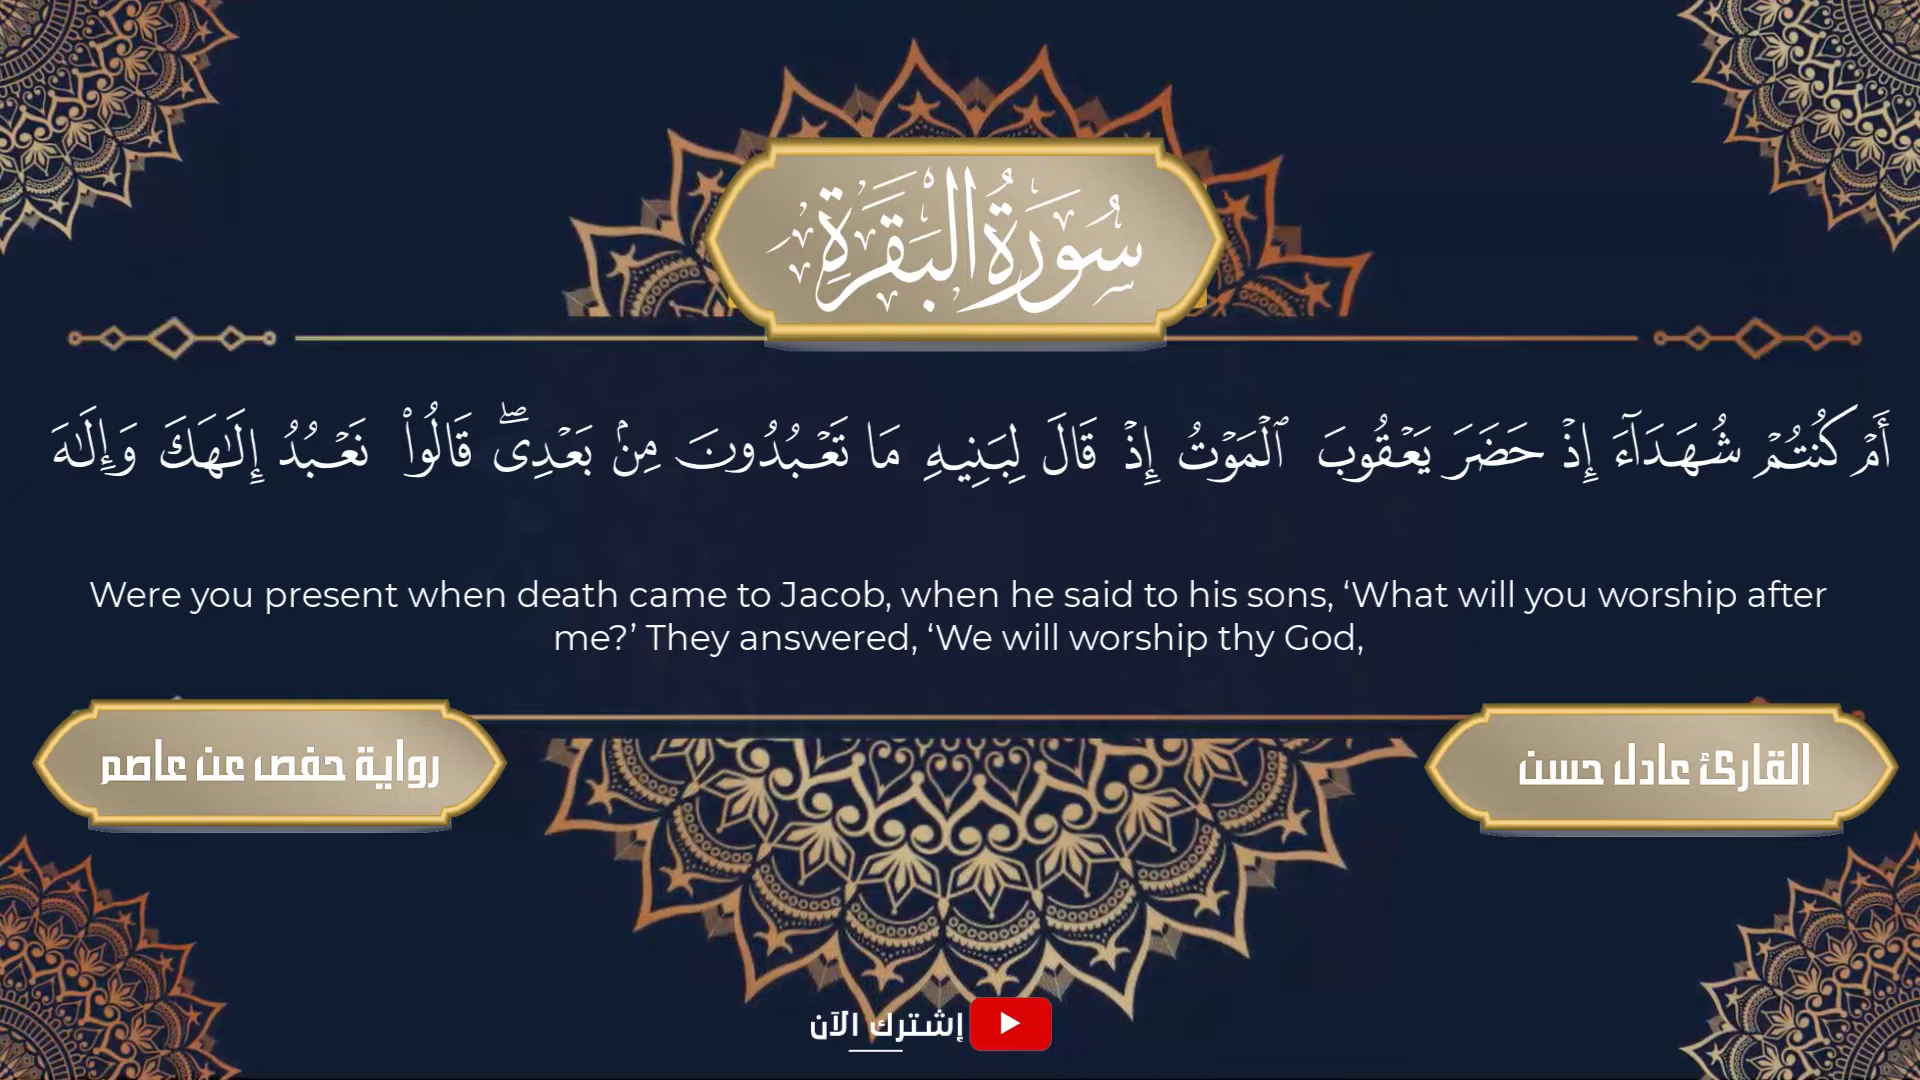 سُورَةُ البَقَرَةِ
أَمْ كُنتُمْ شُهَدَآءَ إِذْ حَضَرَ يَعْقُوبَ ٱلْمَوْتُ إِذْ قَالَ لِبَنِيهِ مَا تَعْبُدُونَ مِنۢ بَعْدِىۖ قَالُوا۟ نَعْبُدُ إِلَـٰهَكَ وَإِلَـٰهَ
Were you present when death came to Jacob, when he said to his sons, ‘What will you worship after
me?’ They answered, ‘We will worship thy God,
القارئ عادل حسن
رواية حفص عن عاصم
إشترك الآن